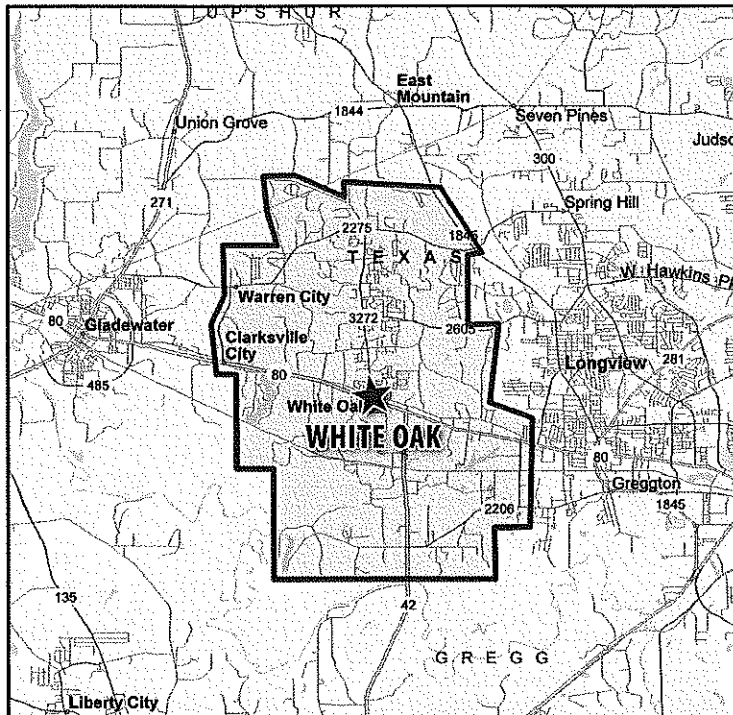 UPSHUR
East
Mountain
1844
Union Grove
Seven Pines
Judso
300
271
Spring Hill
1845
2275
TEXAS
W. Hawkins P
Warren City
3272
80
Gladewater
2605
Clarksville
City
Longview
281
80
485
White Oak
WHITE OAK
80
Greggton
2206
1845
135
42
GREGG
Liberty City